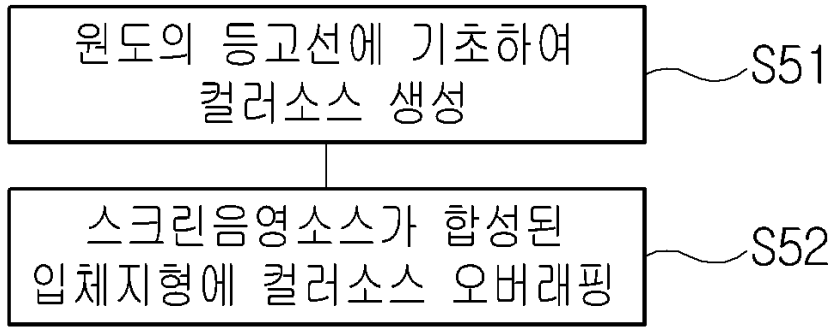 원도의 등고선에 기초하여
컬러소스 생성
S51
스크린음영소스가 합성된
입체지형에 컬러소스 오버래핑
S52